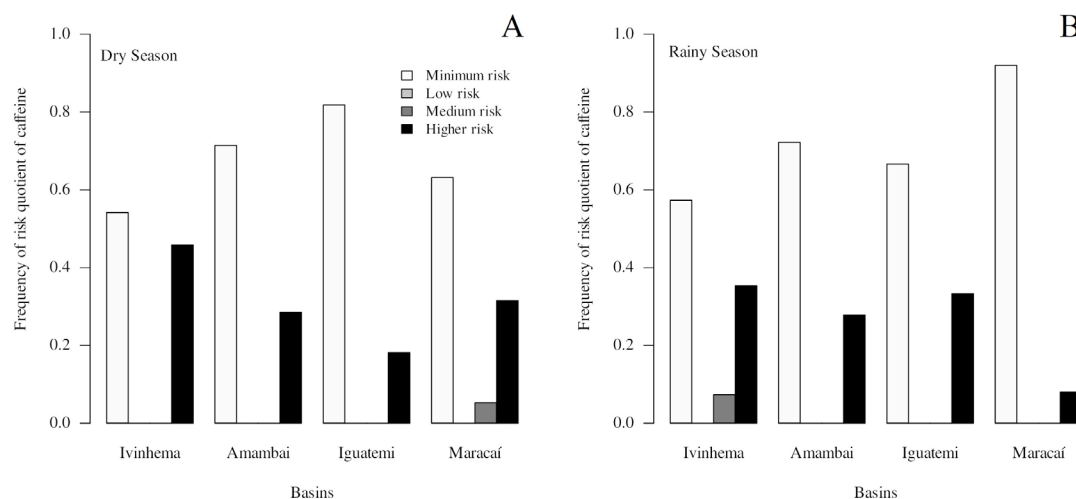 A
Dry Season
Minimum risk
Low risk
Medium risk
Higher risk
Frequency of risk quotient of caffeine
1.0
0.8
0.6
0.4
0.2
0.0
Ivinhema Amambai Iguatemi Maracaí
Basins
B
Rainy Season
Frequency of risk quotient of caffeine
1.0
0.8
0.6
0.4
0.2
0.0
Ivinhema Amambai Iguatemi Maracaí
Basins